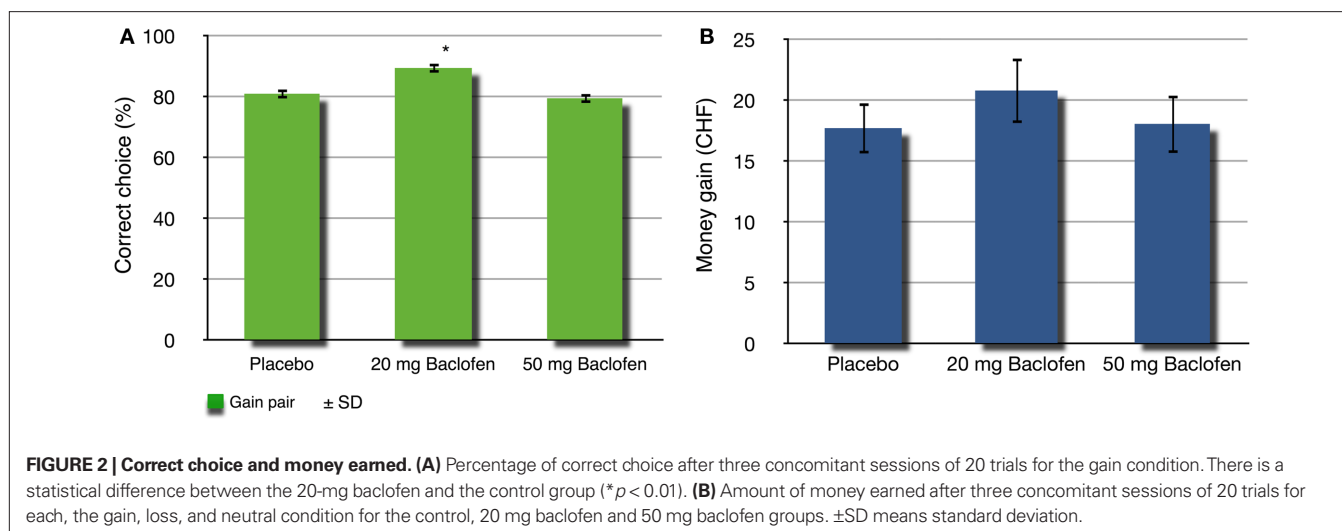 A
100
80
60
40
20
0
Correct choice (%)
*
Placebo
20 mg Baclofen
50 mg Baclofen
Gain pair ± SD
B
25
20
15
10
5
0
Money gain (CHF)
Placebo
20 mg Baclofen
50 mg Baclofen
FIGURE 2 | Correct choice and money earned. (A) Percentage of correct choice after three concomitant sessions of 20 trials for the gain condition. There is a
statistical difference between the 20-mg baclofen and the control group (*p < 0.01). (B) Amount of money earned after three concomitant sessions of 20 trials for
each, the gain, loss, and neutral condition for the control, 20 mg baclofen and 50 mg baclofen groups. ±SD means standard deviation.